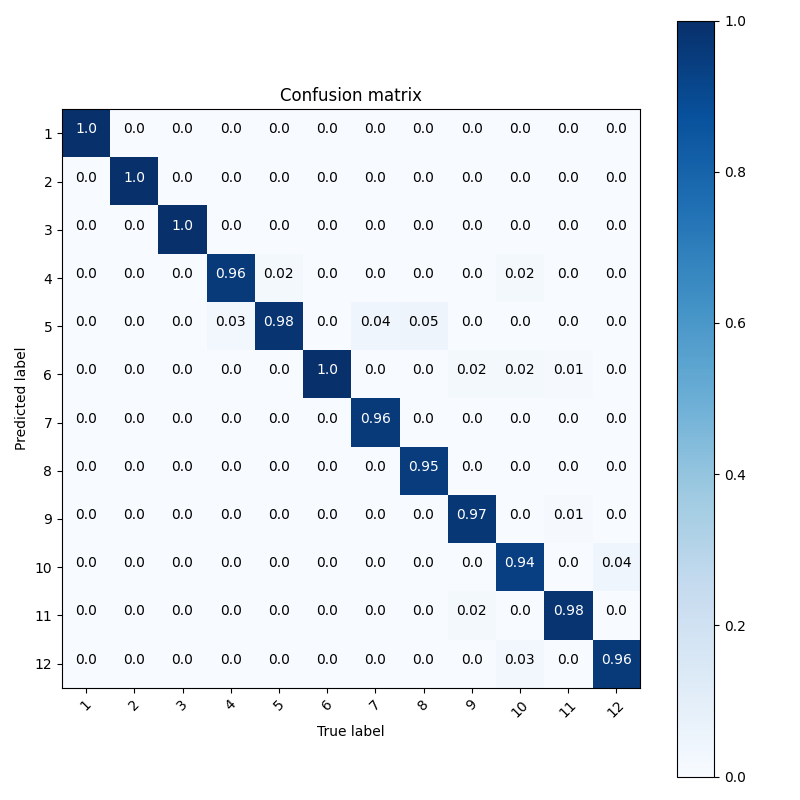 Confusion matrix
1 1.0 0.0 0.0 0.0 0.0 0.0 0.0 0.0 0.0 0.0 0.0 0.0
2 0.0 1.0 0.0 0.0 0.0 0.0 0.0 0.0 0.0 0.0 0.0 0.0
3 0.0 0.0 1.0 0.0 0.0 0.0 0.0 0.0 0.0 0.0 0.0 0.0
4 0.0 0.0 0.0 0.96 0.02 0.0 0.0 0.0 0.0 0.02 0.0 0.0
5 0.0 0.0 0.0 0.03 0.98 0.0 0.04 0.05 0.0 0.0 0.0 0.0
6 0.0 0.0 0.0 0.0 0.0 1.0 0.0 0.0 0.02 0.02 0.01 0.0
7 0.0 0.0 0.0 0.0 0.0 0.0 0.96 0.0 0.0 0.0 0.0 0.0
8 0.0 0.0 0.0 0.0 0.0 0.0 0.0 0.95 0.0 0.0 0.0 0.0
9 0.0 0.0 0.0 0.0 0.0 0.0 0.0 0.0 0.97 0.0 0.01 0.0
10 0.0 0.0 0.0 0.0 0.0 0.0 0.0 0.0 0.0 0.94 0.0 0.04
11 0.0 0.0 0.0 0.0 0.0 0.0 0.0 0.0 0.02 0.0 0.98 0.0
12 0.0 0.0 0.0 0.0 0.0 0.0 0.0 0.0 0.0 0.03 0.0 0.96
1 2 3 4 5 6 7 8 9 10 11 12
True label
Predicted label
1.0
0.8
0.6
0.4
0.2
0.0